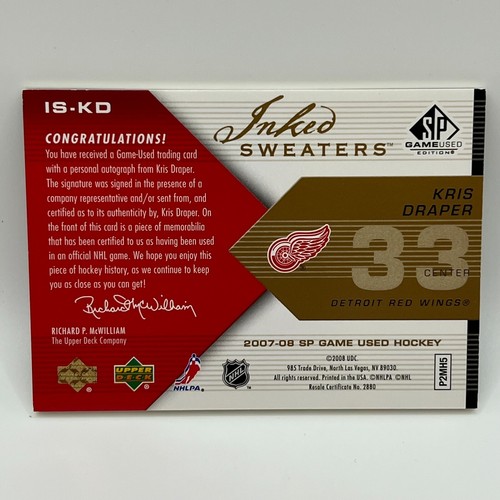 IS-KD
CONGRATULATIONS!
You have received a Game-Used trading card
with a personal autograph from Kris Draper.
The signature was signed in the presence of a
company representative and/or sent from, and
certified as to its authenticity by, Kris Draper. On
the front of this card is a piece of memorabilia
that has been certified to us as having been used
in an official NHL game. We hope you enjoy this
piece of hockey history, as we continue to keep
you as close as you can get!
Richard P. McWilliam
RICHARD P. McWILLIAM
The Upper Deck Company
UPPER DECK
NHLPA.
NHL
Inked
SWEATERS™
SP
GAMEUSED
EDITION®
KRIS
DRAPER
33
CENTER
DETROIT RED WINGS®
2007-08 SP GAME USED HOCKEY
©2008 UDC.
985 Trade Drive, North Las Vegas, NV 89030.
All rights reserved. Printed in the USA. ©NHLPA ©NHL
Resale Certificate No. 2880
P2MH5